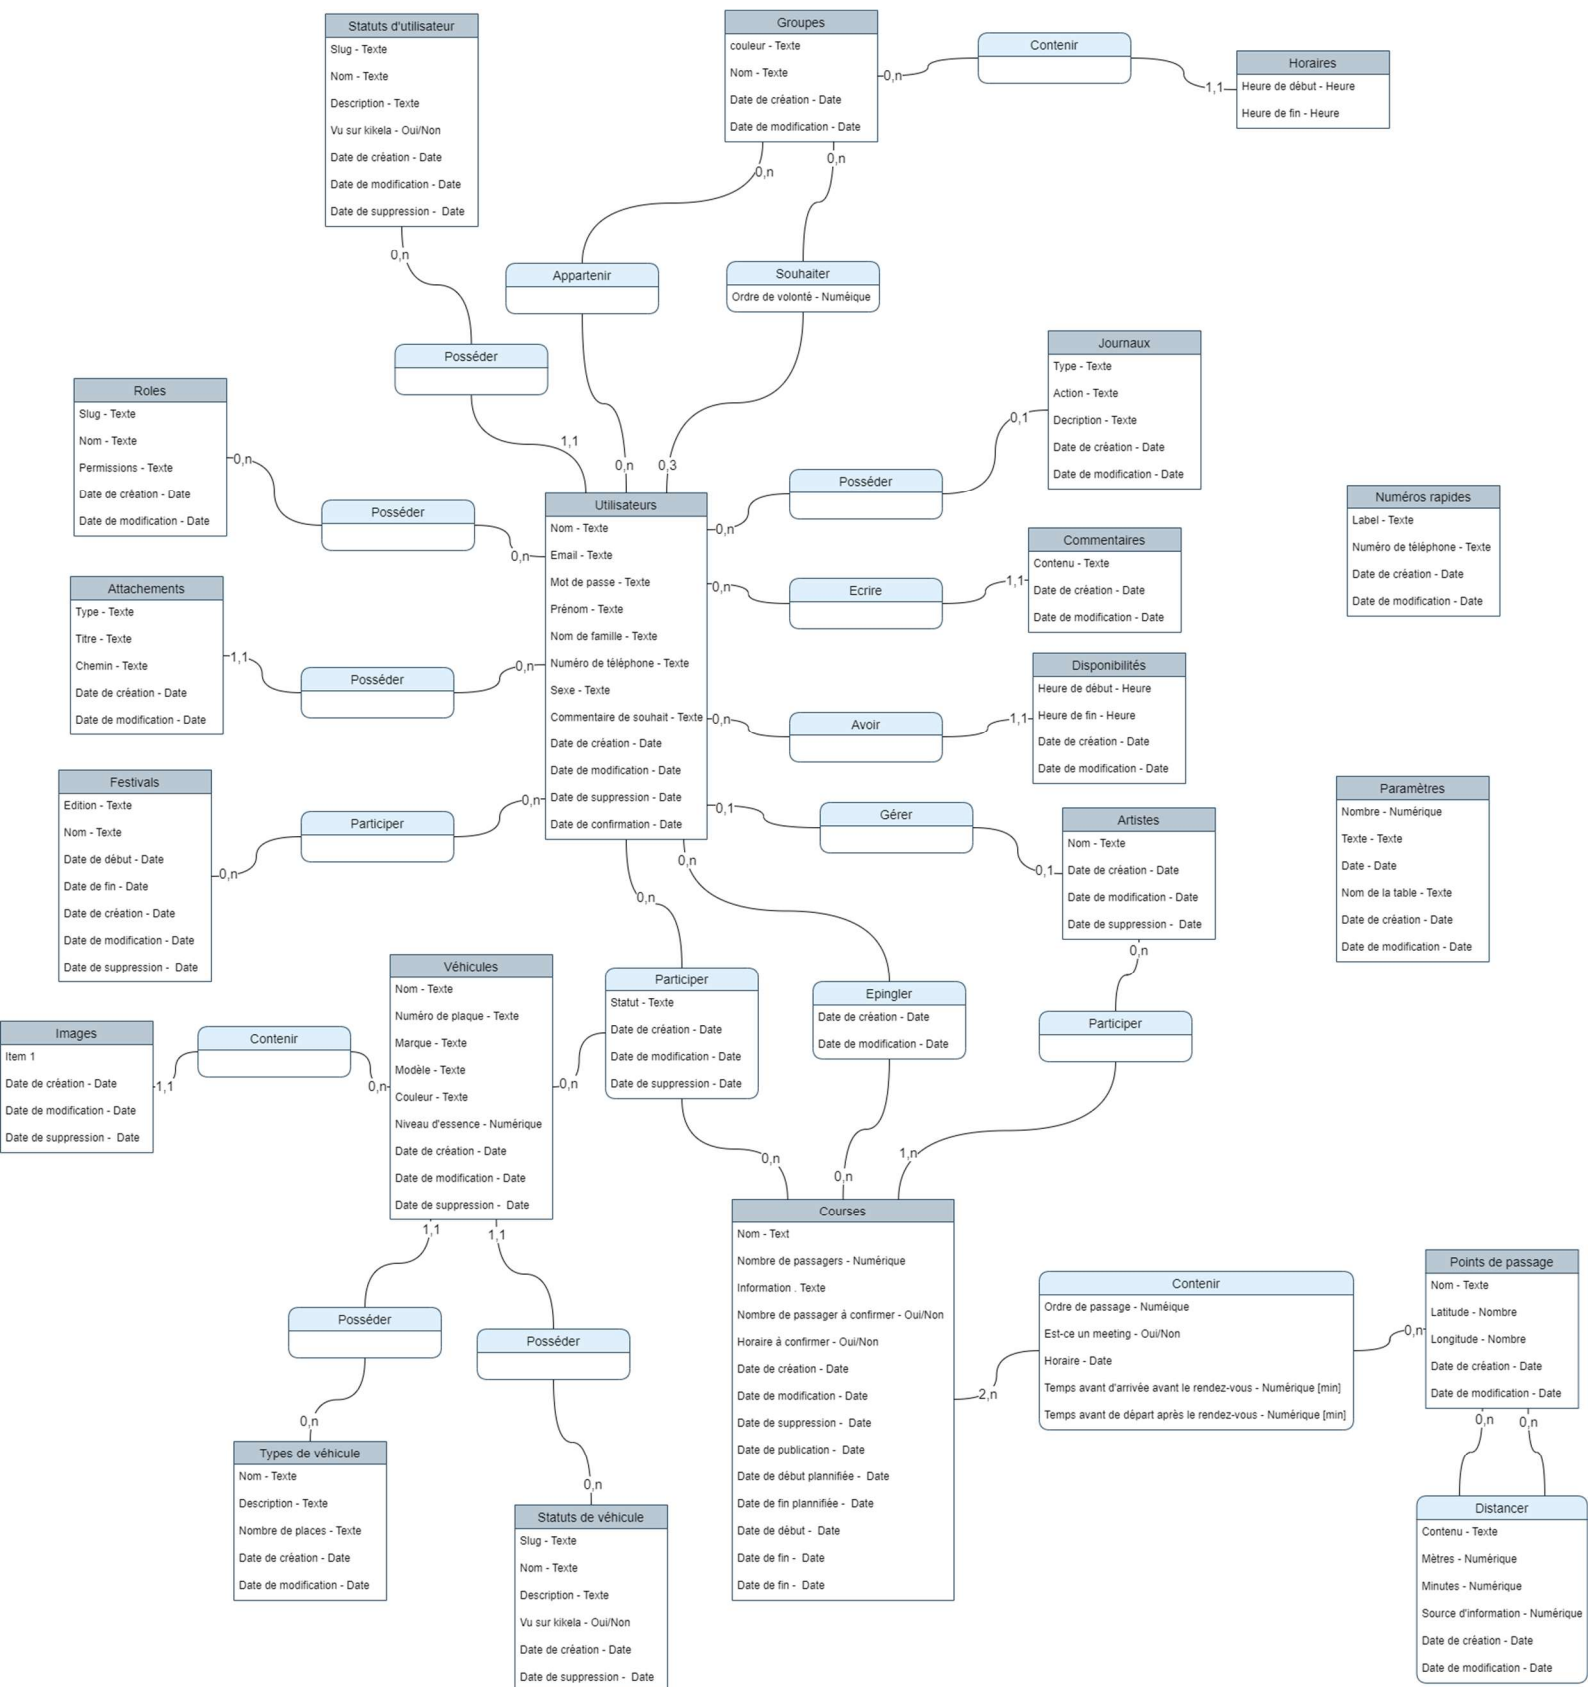 Statuts d'utilisateur
Slug - Texte
Nom - Texte
Description - Texte
Vu sur kikela - Oui/Non
Date de création - Date
Date de modification - Date
Date de suppression -  Date
0,n
Groupes
couleur - Texte
Nom - Texte
Date de création - Date
Date de modification - Date
0,n
0,n
0,n
Contenir
1,1
Horaires
Heure de début - Heure
Heure de fin - Heure
Appartenir
Souhaiter
Ordre de volonté - Numéique
Posséder
1,1
0,n
0,3
Roles
Slug - Texte
Nom - Texte
Permissions - Texte
Date de création - Date
Date de modification - Date
0,n
Posséder
0,n
Journaux
Type - Texte
Action - Texte
Decription - Texte
Date de création - Date
Date de modification - Date
0,1
Posséder
0,n
Utilisateurs
Nom - Texte
Email - Texte
Mot de passe - Texte
Prénom - Texte
Nom de famille - Texte
Numéro de téléphone - Texte
Sexe - Texte
Commentaire de souhait - Texte
Date de création - Date
Date de modification - Date
Date de suppression - Date
Date de confirmation - Date
Numéros rapides
Label - Texte
Numéro de téléphone - Texte
Date de création - Date
Date de modification - Date
Commentaires
Contenu - Texte
Date de création - Date
Date de modification - Date
1,1
Ecrire
0,n
Attachements
Type - Texte
Titre - Texte
Chemin - Texte
Date de création - Date
Date de modification - Date
1,1
Posséder
0,n
Disponibilités
Heure de début - Heure
Heure de fin - Heure
Date de création - Date
Date de modification - Date
1,1
Avoir
0,n
Festivals
Edition - Texte
Nom - Texte
Date de début - Date
Date de fin - Date
Date de création - Date
Date de modification - Date
Date de suppression -  Date
0,n
Participer
0,n
0,1
Gérer
0,1
Artistes
Nom - Texte
Date de création - Date
Date de modification - Date
Date de suppression -  Date
0,n
Paramètres
Nombre - Numérique
Texte - Texte
Date - Date
Nom de la table - Texte
Date de création - Date
Date de modification - Date
0,n
0,n
Véhicules
Nom - Texte
Numéro de plaque - Texte
Marque - Texte
Modèle - Texte
Couleur - Texte
Niveau d'essence - Numérique
Date de création - Date
Date de modification - Date
Date de suppression -  Date
Participer
Statut - Texte
Date de création - Date
Date de modification - Date
Date de suppression - Date
0,n
0,n
Epingler
Date de création - Date
Date de modification - Date
0,n
Participer
1,n
Images
Item 1
Date de création - Date
Date de modification - Date
Date de suppression -  Date
1,1
Contenir
0,n
1,1
1,1
Courses
Nom - Text
Nombre de passagers - Numérique
Information . Texte
Nombre de passager à confirmer - Oui/Non
Horaire à confirmer - Oui/Non
Date de création - Date
Date de modification - Date
Date de suppression -  Date
Date de publication -  Date
Date de début plannifiée -  Date
Date de fin plannifiée -  Date
Date de début -  Date
Date de fin -  Date
Date de fin -  Date
2,n
Contenir
Ordre de passage - Numéique
Est-ce un meeting - Oui/Non
Horaire - Date
Temps avant d'arrivée avant le rendez-vous - Numérique [min]
Temps avant de départ après le rendez-vous - Numérique [min]
0,n
Points de passage
Nom - Texte
Latitude - Nombre
Longitude - Nombre
Date de création - Date
Date de modification - Date
0,n
0,n
Posséder
Posséder
0,n
Types de véhicule
Nom - Texte
Description - Texte
Nombre de places - Texte
Date de création - Date
Date de modification - Date
0,n
Statuts de véhicule
Slug - Texte
Nom - Texte
Description - Texte
Vu sur kikela - Oui/Non
Date de création - Date
Date de suppression -  Date
Distancer
Contenu - Texte
Mètres - Numérique
Minutes - Numérique
Source d'information - Numérique
Date de création - Date
Date de modification - Date